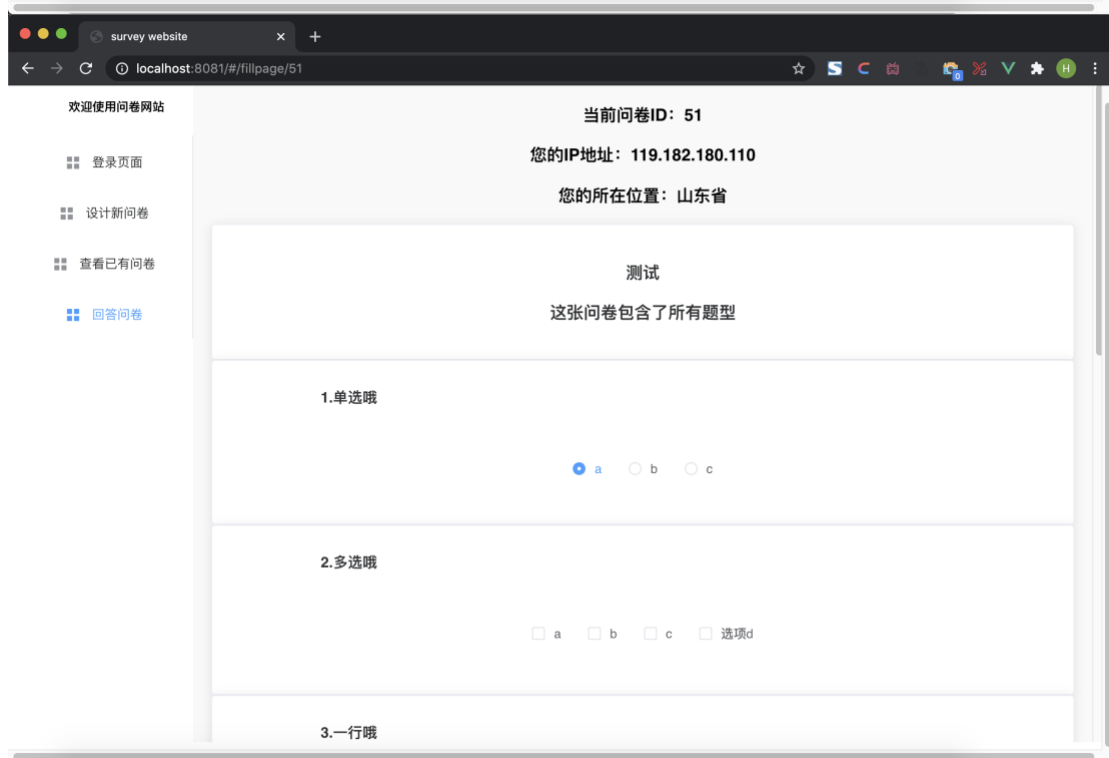 survey website
localhost:8081/#/fillpage/51
0
H
欢迎使用问卷网站
登录页面
设计新问卷
查看已有问卷
回答问卷
当前问卷ID：51
您的IP地址：119.182.180.110
您的所在位置：山东省
测试
这张问卷包含了所有题型
1.单选哦
a b c
2.多选哦
a b c 选项d
3.一行哦